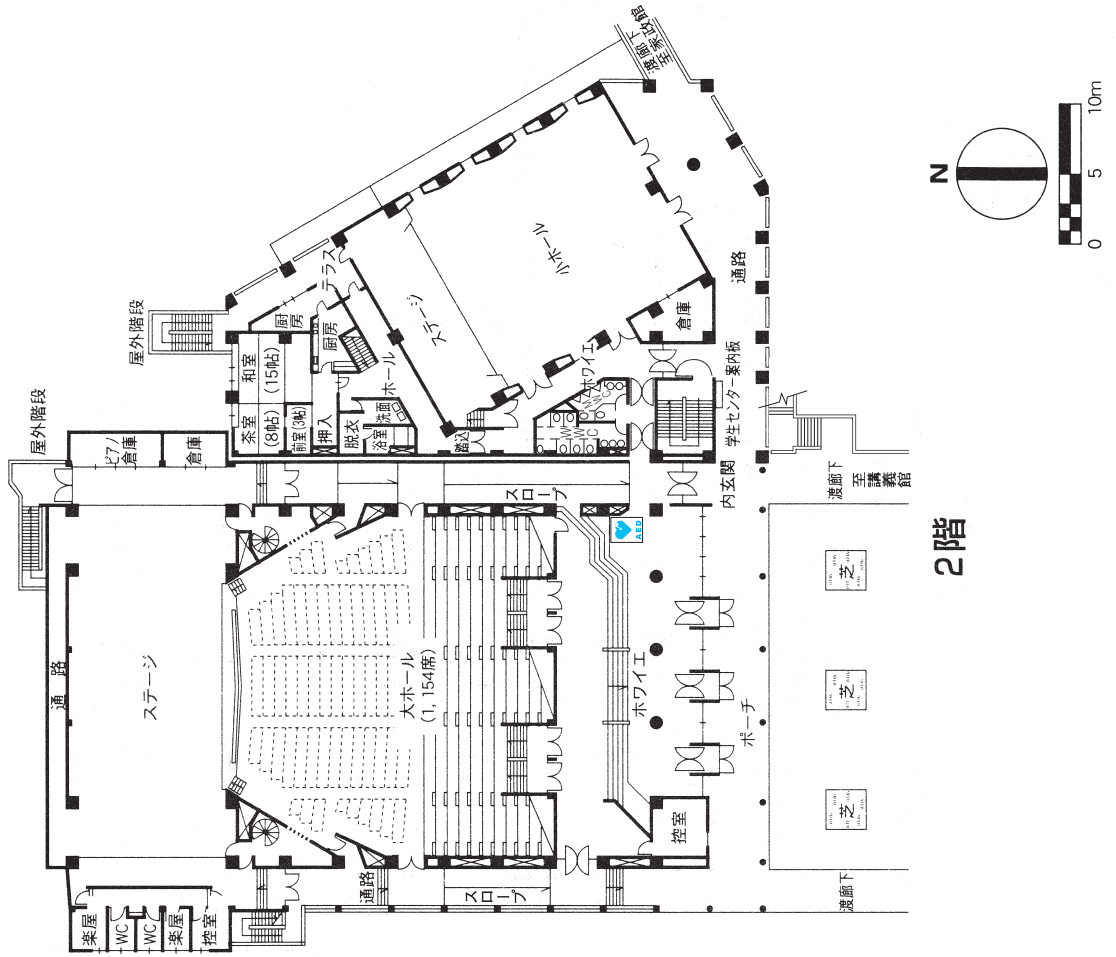 渡廊下
至家政館
N
0 5 10m
屋外階段
屋外階段
ピアノ
倉庫
倉庫
茶室
(8帖)
和室
(15帖)
前室(3帖)
押入
脱衣
浴室
洗面
厨房
厨房
テラス
ホール
踏込
ステージ
小ホール
ホワイエ
WC
WC
倉庫
通路
学生センター案内板
内玄関
渡廊下
至
講義館
スロープ
通路
ステージ
大ホール
(1,154席)
AED
ホワイエ
ポーチ
控室
芝
芝
芝
2階
楽屋
WC
WC
楽屋
控室
通路
スロープ
渡廊下